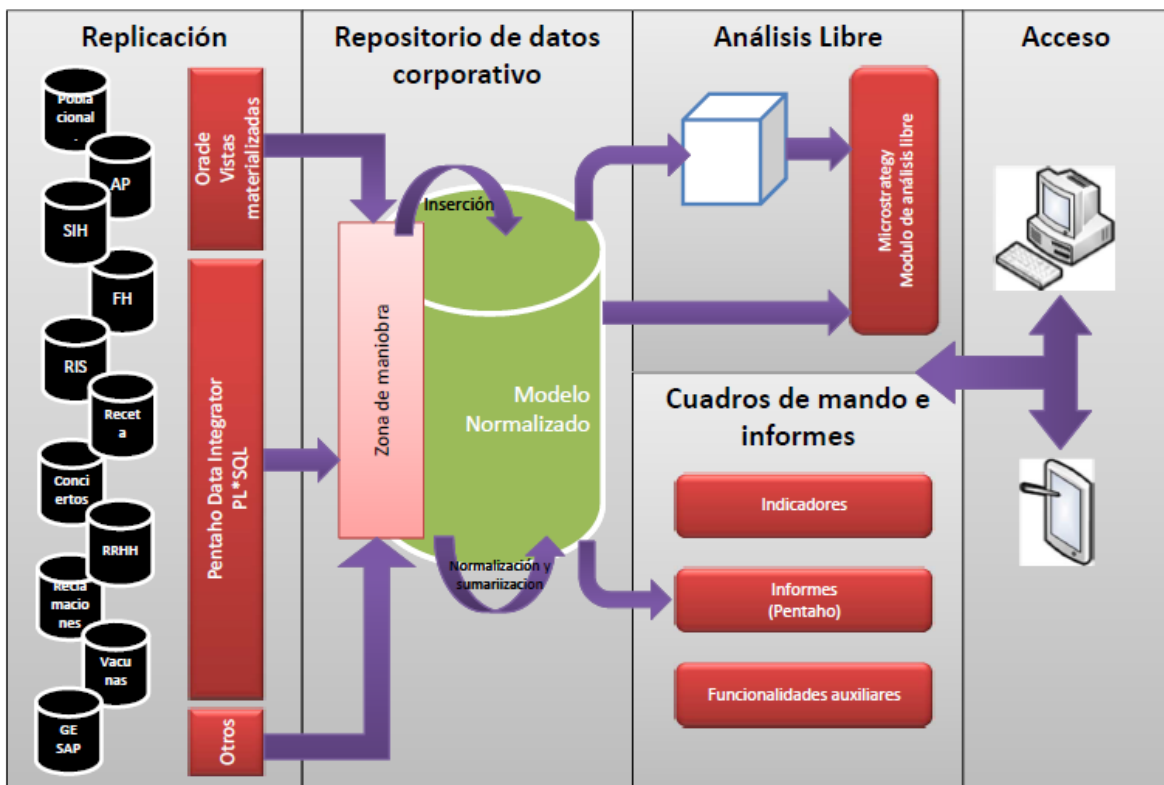 Replicación
Pobla
cional
.
AP
SIH
FH
RIS
Recet
a
Conci
ertos
RRHH
Recla
macio
nes
Vacu
nas
GE
SAP
Oracle
Vistas
materializadas
Pentaho Data Integrator
PL*SQL
Otros
Repositorio de datos
corporativo
Inserción
Zona de maniobra
Modelo
Normalizado
Normalización y
sumariización
Análisis Libre
Microstrategy
Modulo de análisis libre
Cuadros de mando e
informes
Indicadores
Informes
(Pentaho)
Funcionalidades auxiliares
Acceso